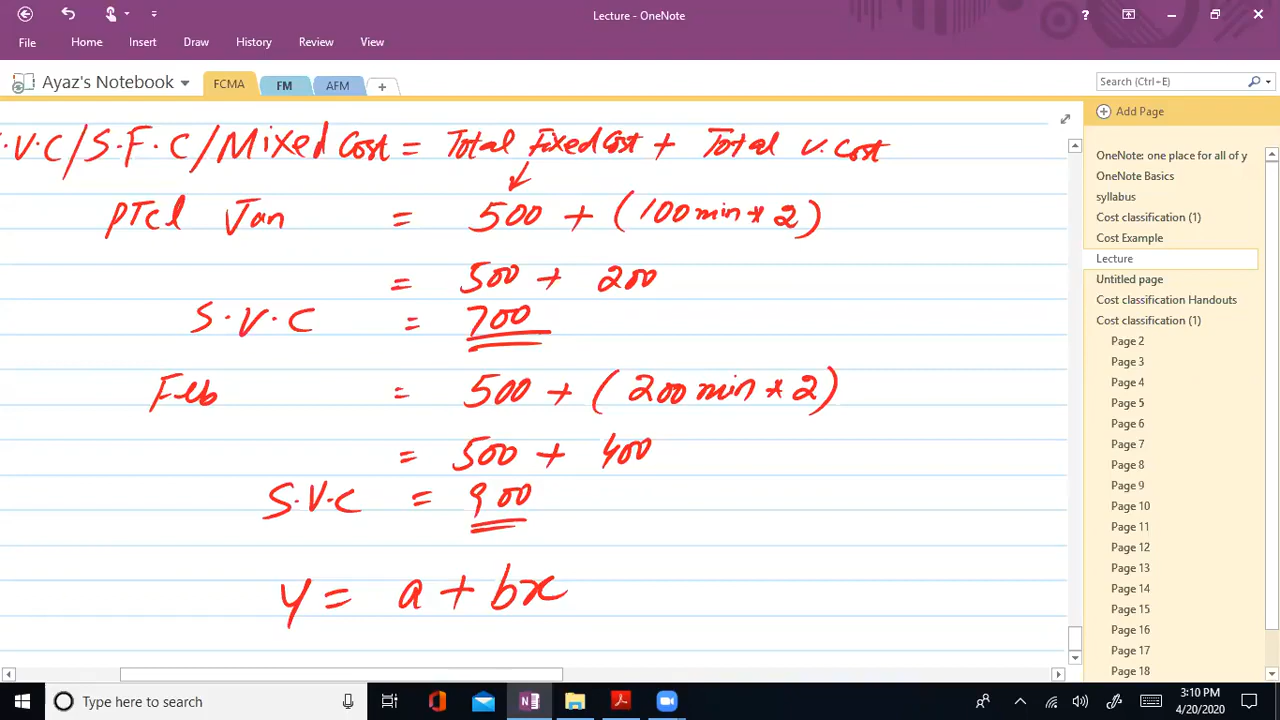 Lecture - OneNote
?
File
Home
Insert
Draw
History
Review
View
Ayaz's Notebook
FCMA
FM
AFM
+
Search (Ctrl+E)
.V.C/S.F.C/Mixed Cost = Total Fixed Cost + Total v. Cost
PTcl Jan = 500 + (100 min * 2)
= 500 + 200
S.V.C = 700
Feb = 500 + (200 min * 2)
= 500 + 400
S.V.C = 900
y = a + bx
Add Page
OneNote: one place for all of y
OneNote Basics
syllabus
Cost classification (1)
Cost Example
Lecture
Untitled page
Cost classification Handouts
Cost classification (1)
Page 2
Page 3
Page 4
Page 5
Page 6
Page 7
Page 8
Page 9
Page 10
Page 11
Page 12
Page 13
Page 14
Page 15
Page 16
Page 17
Page 18
Type here to search
3:10 PM
4/20/2020